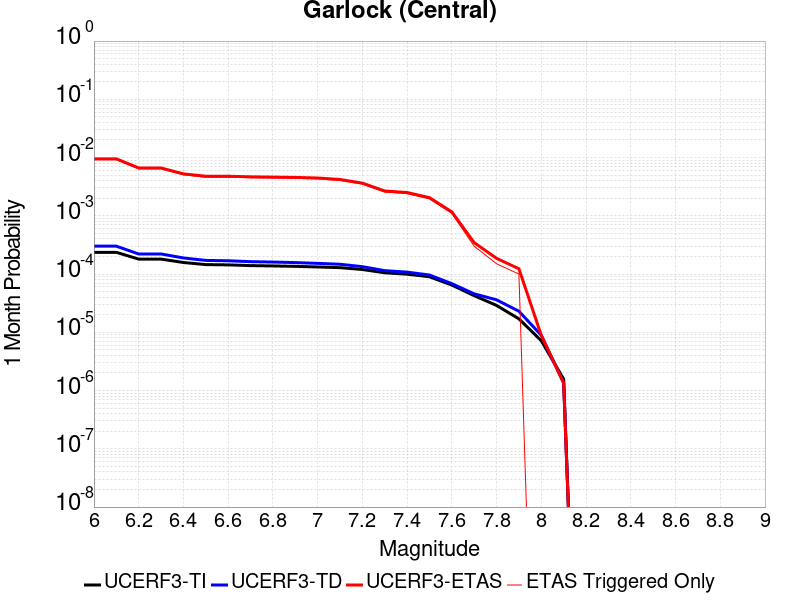 Garlock (Central)
10^0
10^-1
10^-2
10^-3
10^-4
10^-5
10^-6
10^-7
10^-8
1 Month Probability
6 6.2 6.4 6.6 6.8 7 7.2 7.4 7.6 7.8 8 8.2 8.4 8.6 8.8 9
Magnitude
UCERF3-TI UCERF3-TD UCERF3-ETAS ETAS Triggered Only